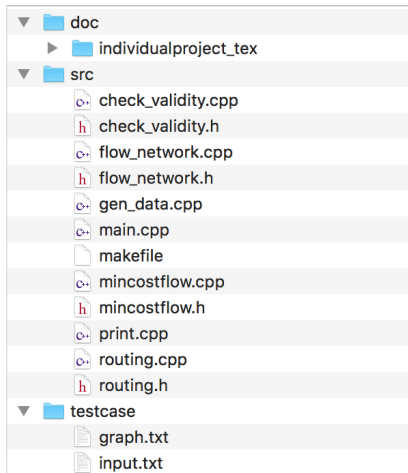 doc
individualproject_tex
src
C++ check_validity.cpp
h check_validity.h
C++ flow_network.cpp
h flow_network.h
C++ gen_data.cpp
C++ main.cpp
makefile
C++ mincostflow.cpp
h mincostflow.h
C++ print.cpp
C++ routing.cpp
h routing.h
testcase
graph.txt
input.txt